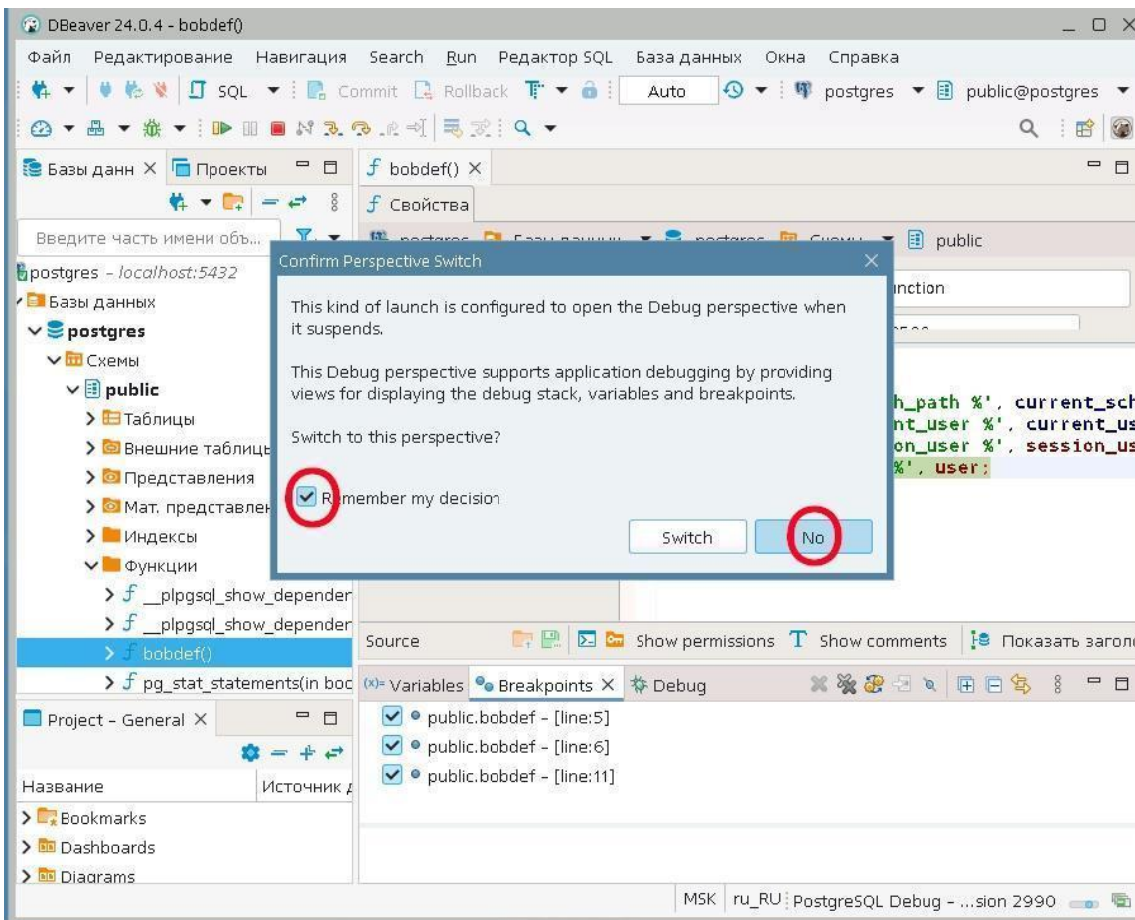 DBeaver 24.0.4 - bobdef()
Файл Редактирование Навигация Search Run Редактор SQL База данных Окна Справка
SQL Commit Rollback Auto postgres public@postgres
Базы данн Проекты
bobdef()
Свойства
Введите часть имени объ...
public
Confirm Perspective Switch
postgres - localhost:5432
Базы данных
postgres
Схемы
public
Таблицы
Внешние таблицы
Представления
Мат. представлен
Индексы
Функции
__plpgsql_show_depender
__plpgsql_show_depender
bobdef()
pg_stat_statements(in boo
This kind of launch is configured to open the Debug perspective when
it suspends.
This Debug perspective supports application debugging by providing
views for displaying the debug stack, variables and breakpoints.
Switch to this perspective?
Remember my decision
Switch No
unction
h_path %', current_sch
nt_user %', current_us
on_user %', session_us
%', user;
Source Show permissions Show comments Показать заголо
(x)= Variables Breakpoints Debug
public.bobdef - [line:5]
public.bobdef - [line:6]
public.bobdef - [line:11]
Project - General
Название Источник д
Bookmarks
Dashboards
Diagrams
MSK ru_RU PostgreSQL Debug - ...sion 2990